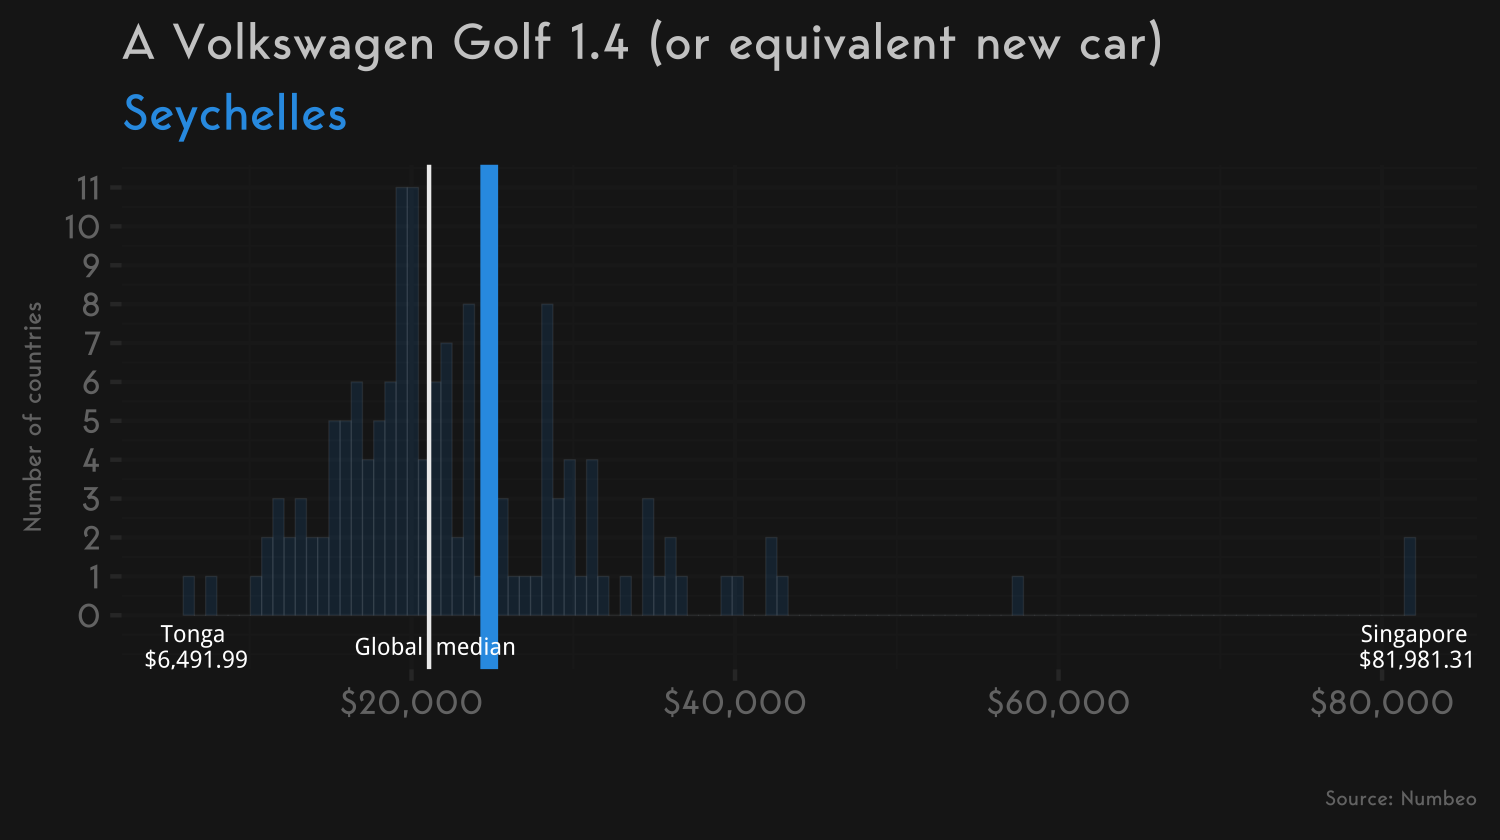 A Volkswagen Golf 1.4 (or equivalent new car)
Seychelles
Number of countries
11
10
9
8
7
6
5
4
3
2
1
0
Tonga
$6,491.99
Global median
Singapore
$81,981.31
$20,000
$40,000
$60,000
$80,000
Source: Numbeo